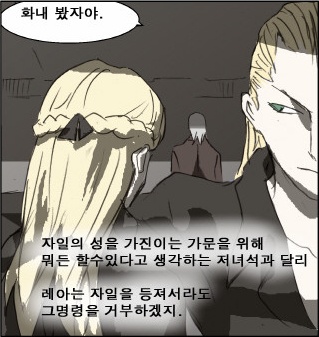 화내 봤자야.
자일의 성을 가진이는 가문을 위해
뭐든 할수있다고 생각하는 저녀석과 달리
레아는 자일을 등져서라도
그명령을 거부하겠지.